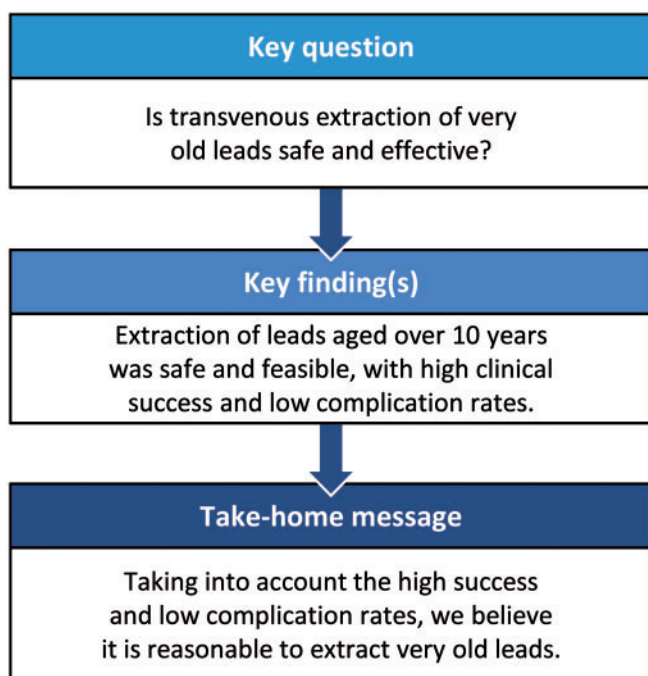 Key question
Is transvenous extraction of very
old leads safe and effective?
Key finding(s)
Extraction of leads aged over 10 years
was safe and feasible, with high clinical
success and low complication rates.
Take-home message
Taking into account the high success
and low complication rates, we believe
it is reasonable to extract very old leads.